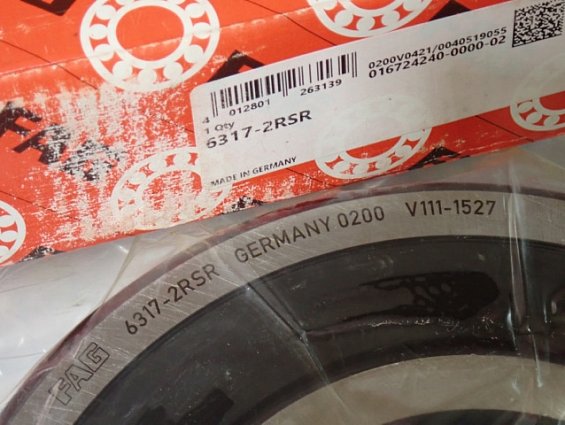 0200V0421/0040519055
016724240-0000-02
4 012801 263139
1 Qty
6317-2RSR
MADE IN GERMANY
FAG
FAG 6317-2RSR GERMANY 0200 V111-1527